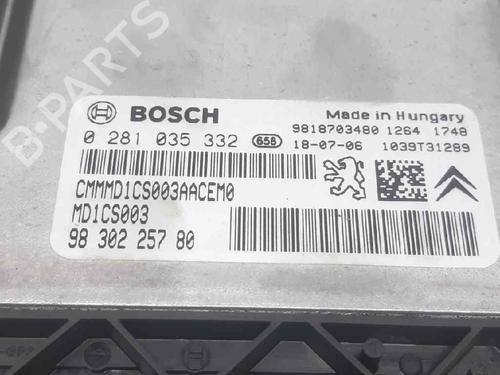 BOSCH
Made in Hungary
0 281 035 332 658
9818703480 1264 1748
18-07-06 1039T31289
CMMMD1CS003AACEM0
MD1CS003
98 302 257 80
B-PARTS